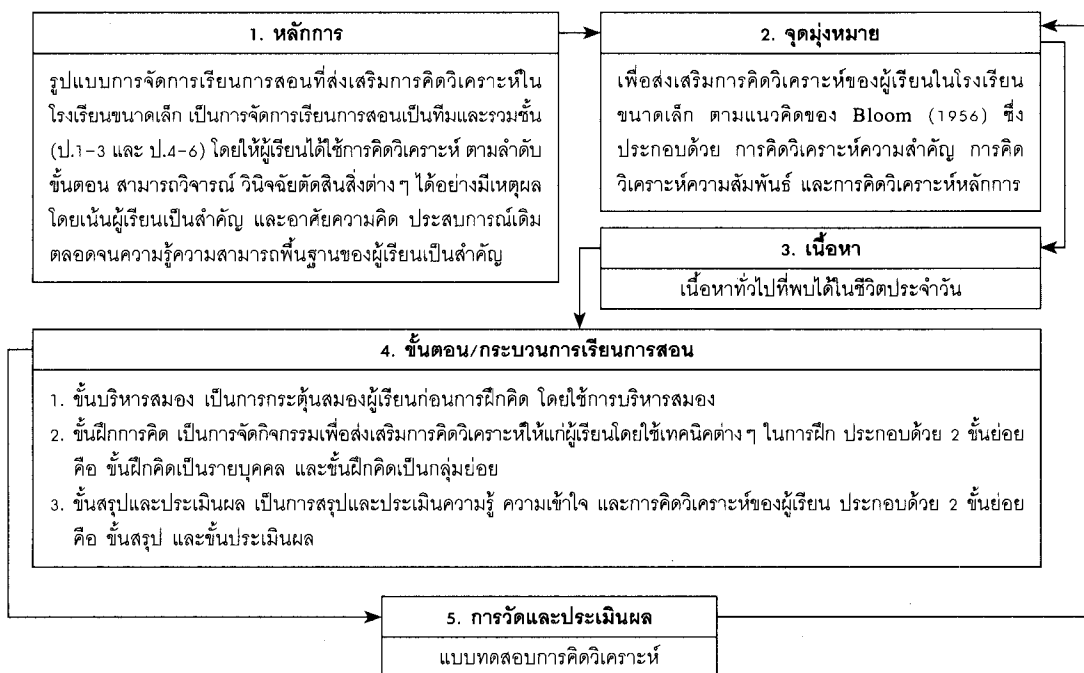 1. หลักการ
รูปแบบการจัดการเรียนการสอนที่ส่งเสริมการคิดวิเคราะห์ใน
โรงเรียนขนาดเล็ก เป็นการจัดการเรียนการสอนเป็นทีมและรวมชั้น
(ป.1-3 และ ป.4-6) โดยให้ผู้เรียนได้ใช้การคิดวิเคราะห์ ตามลำดับ
ขั้นตอน สามารถวิจารณ์ วินิจฉัยตัดสินสิ่งต่างๆ ได้อย่างมีเหตุผล
โดยเน้นผู้เรียนเป็นสำคัญ และอาศัยความคิด ประสบการณ์เดิม
ตลอดจนความรู้ความสามารถพื้นฐานของผู้เรียนเป็นสำคัญ
2. จุดมุ่งหมาย
เพื่อส่งเสริมการคิดวิเคราะห์ของผู้เรียนในโรงเรียน
ขนาดเล็ก ตามแนวคิดของ Bloom (1956) ซึ่ง
ประกอบด้วย การคิดวิเคราะห์ความสำคัญ การคิด
วิเคราะห์ความสัมพันธ์ และการคิดวิเคราะห์หลักการ
3. เนื้อหา
เนื้อหาทั่วไปที่พบได้ในชีวิตประจำวัน
4. ขั้นตอน/กระบวนการเรียนการสอน
1. ขั้นบริหารสมอง เป็นการกระตุ้นสมองผู้เรียนก่อนการฝึกคิด โดยใช้การบริหารสมอง
2. ขั้นฝึกการคิด เป็นการจัดกิจกรรมเพื่อส่งเสริมการคิดวิเคราะห์ให้แก่ผู้เรียนโดยใช้เทคนิคต่างๆ ในการฝึก ประกอบด้วย 2 ขั้นย่อย
คือ ขั้นฝึกคิดเป็นรายบุคคล และขั้นฝึกคิดเป็นกลุ่มย่อย
3. ขั้นสรุปและประเมินผล เป็นการสรุปและประเมินความรู้ ความเข้าใจ และการคิดวิเคราะห์ของผู้เรียน ประกอบด้วย 2 ขั้นย่อย
คือ ขั้นสรุป และขั้นประเมินผล
5. การวัดและประเมินผล
แบบทดสอบการคิดวิเคราะห์